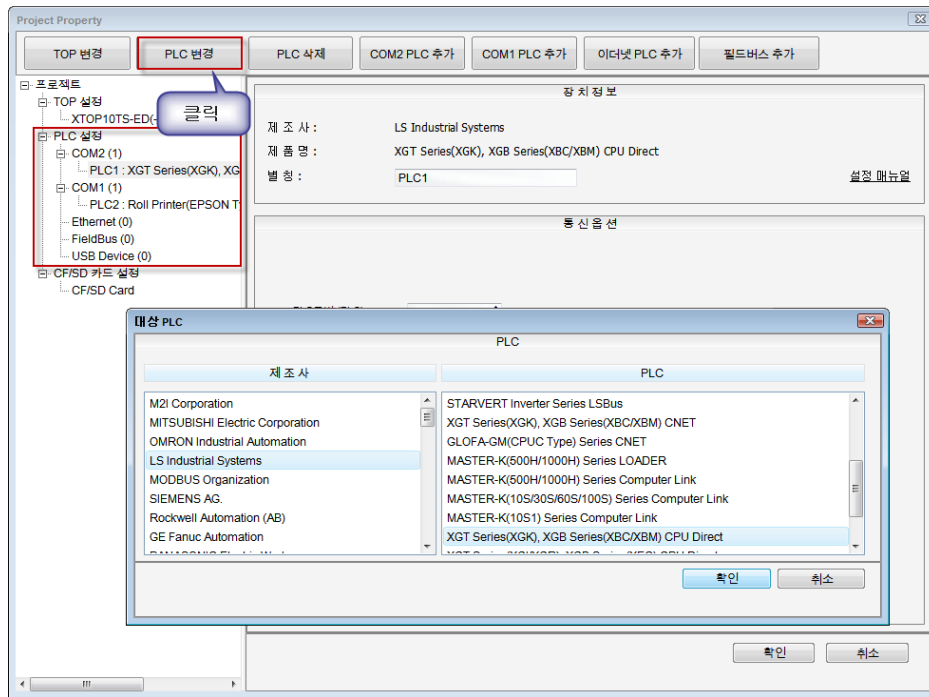 Project Property
TOP 변경
PLC 변경
PLC 삭제
COM2 PLC 추가
COM1 PLC 추가
이더넷 PLC 추가
필드버스 추가
클릭
프로젝트
TOP 설정
XTOP10TS-ED(-
PLC 설정
COM2 (1)
PLC1 : XGT Series(XGK), XG
COM1 (1)
PLC2 : Roll Printer(EPSON T
Ethernet (0)
FieldBus (0)
USB Device (0)
CF/SD 카드 설정
CF/SD Card
장치정보
제 조 사 : LS Industrial Systems
제 품 명 : XGT Series(XGK), XGB Series(XBC/XBM) CPU Direct
별 칭 : PLC1
설정 매뉴얼
통신옵션
대상 PLC
PLC
제조사
M2I Corporation
MITSUBISHI Electric Corporation
OMRON Industrial Automation
LS Industrial Systems
MODBUS Organization
SIEMENS AG.
Rockwell Automation (AB)
GE Fanuc Automation
PLC
STARVERT Inverter Series LSBus
XGT Series(XGK), XGB Series(XBC/XBM) CNET
GLOFA-GM(CPUC Type) Series CNET
MASTER-K(500H/1000H) Series LOADER
MASTER-K(500H/1000H) Series Computer Link
MASTER-K(10S/30S/60S/100S) Series Computer Link
MASTER-K(10S1) Series Computer Link
XGT Series(XGK), XGB Series(XBC/XBM) CPU Direct
확인
취소
확인
취소